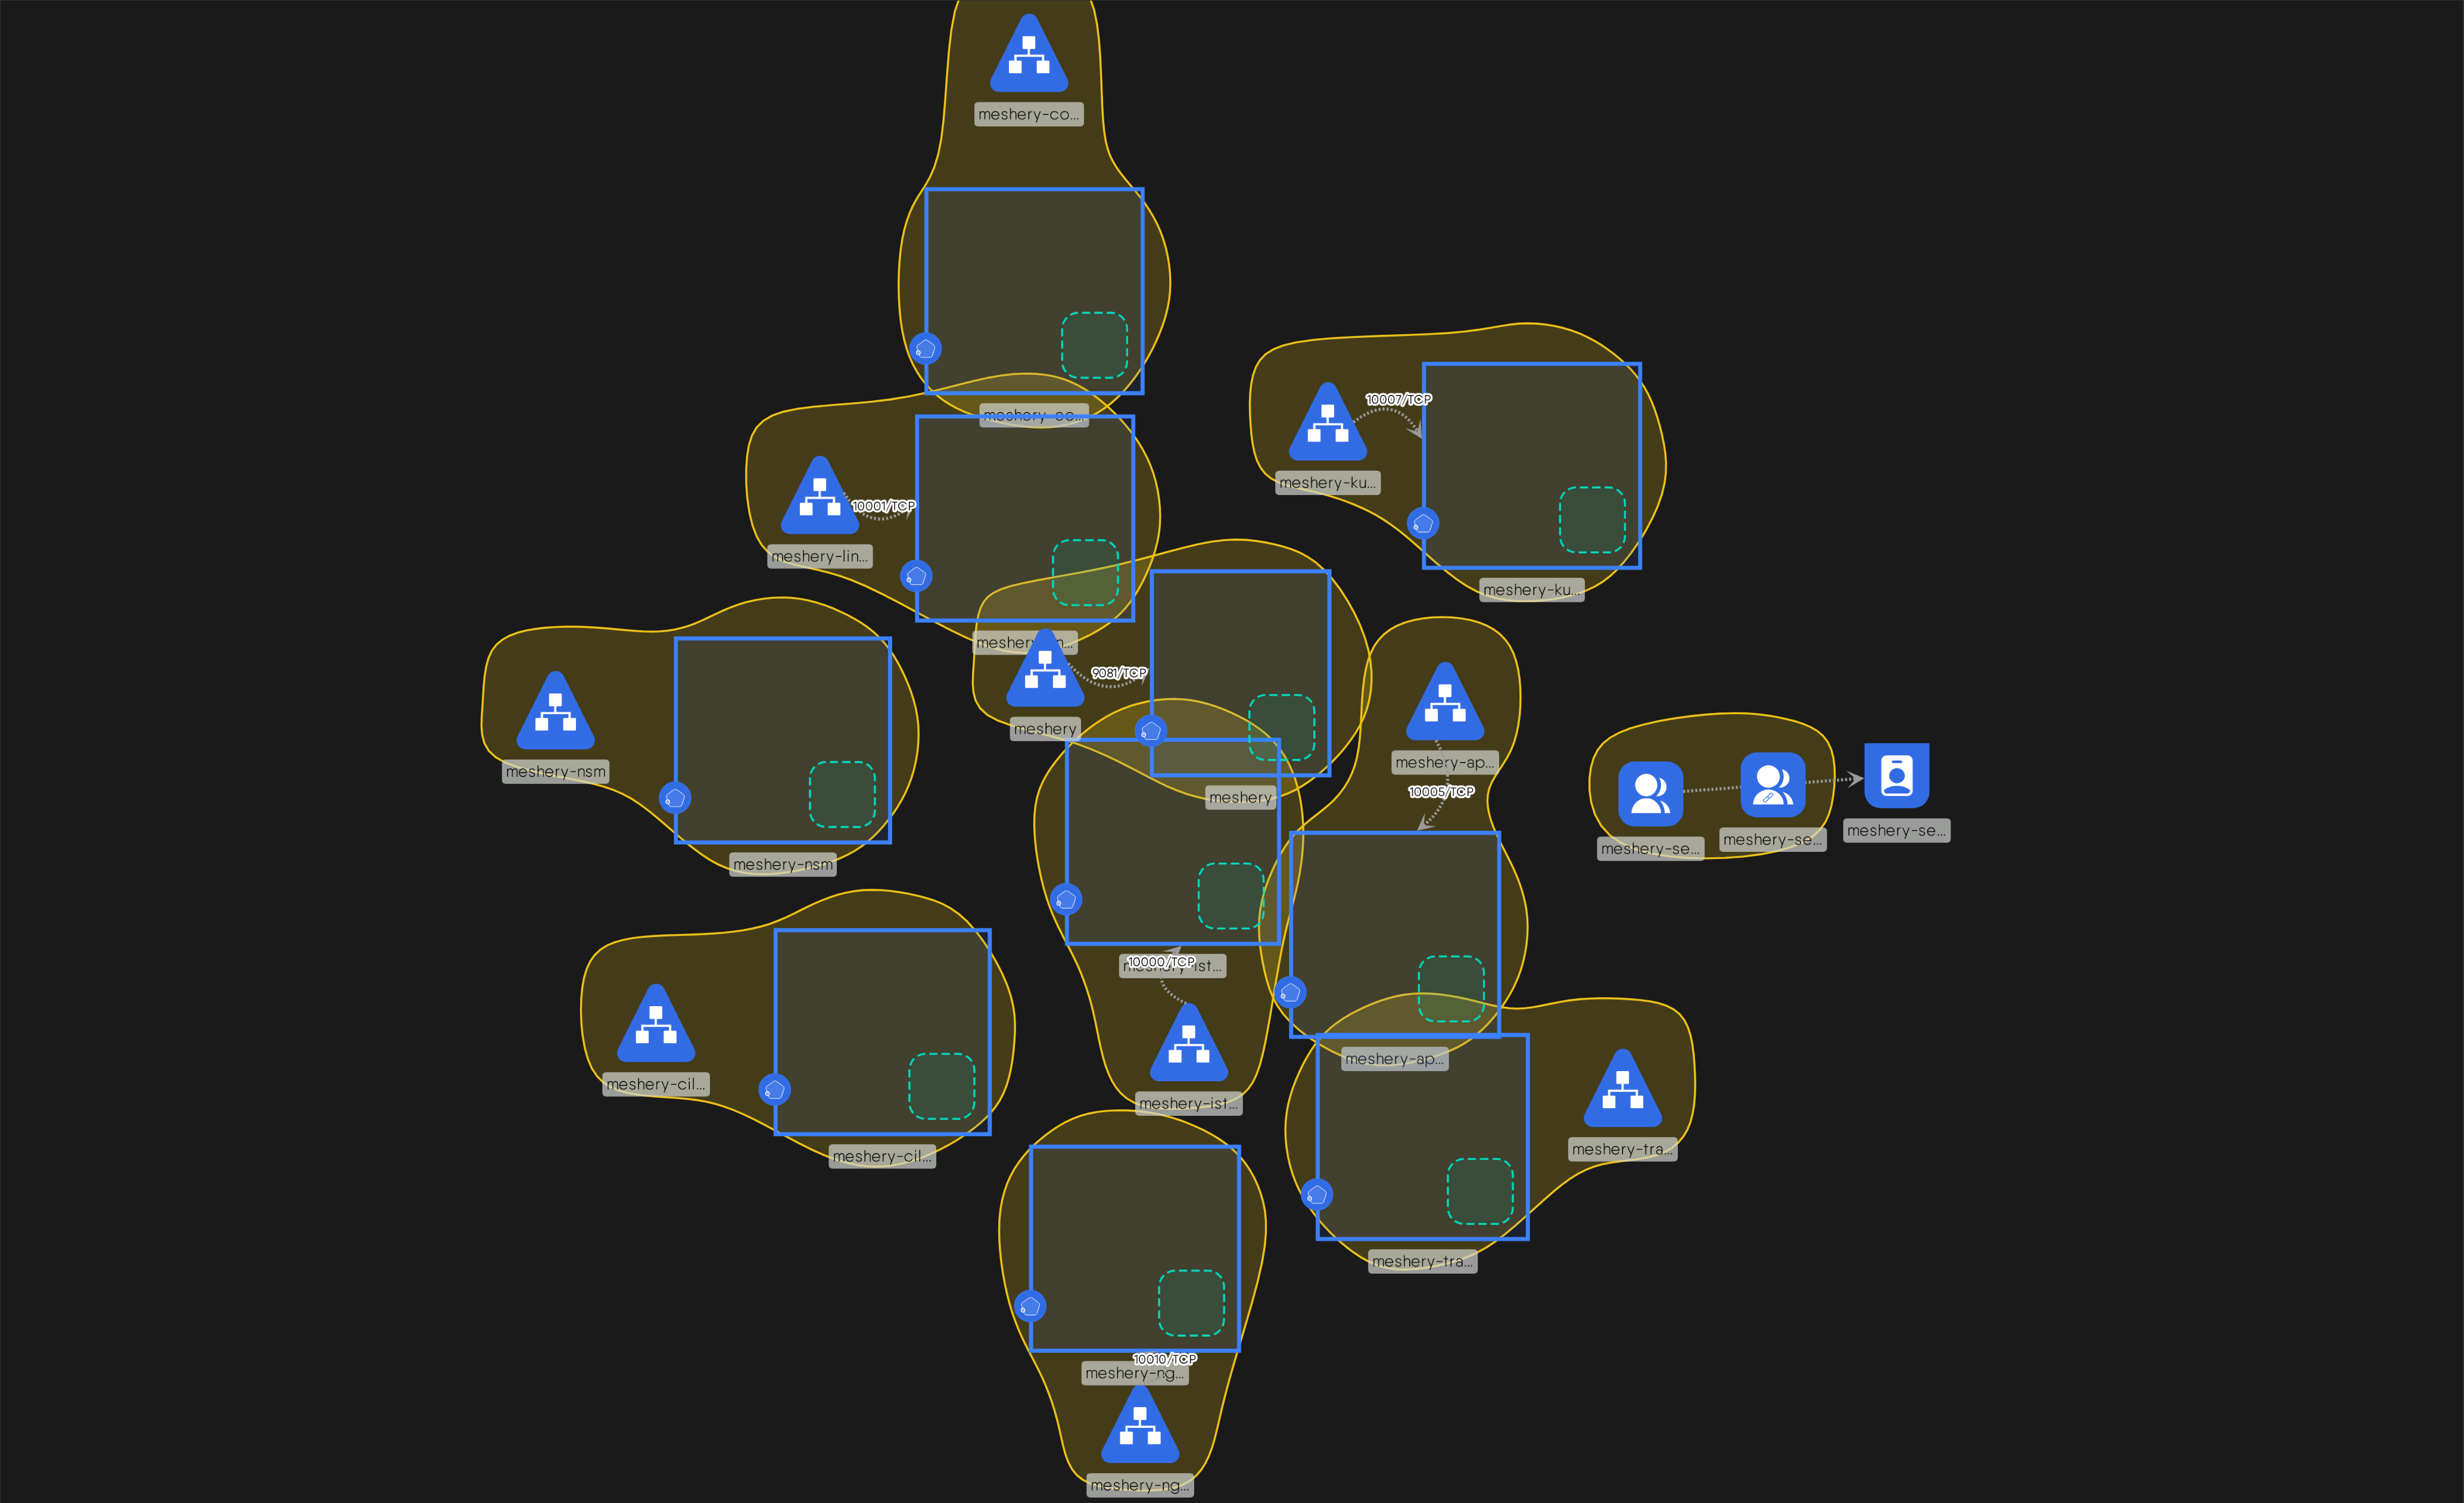 meshery-co...
meshery-co...
10007/TCP
meshery-ku...
meshery-ku...
10001/TCP
meshery-lin...
9081/TCP
meshery
meshery
meshery-nsm
meshery-nsm
meshery-ap...
10005/TCP
meshery-ap...
meshery-se...
meshery-se...
meshery-se...
10000/TCP
meshery-ist...
meshery-cil...
meshery-cil...
meshery-tra...
meshery-tra...
10010/TCP
meshery-ng...
meshery-ng...